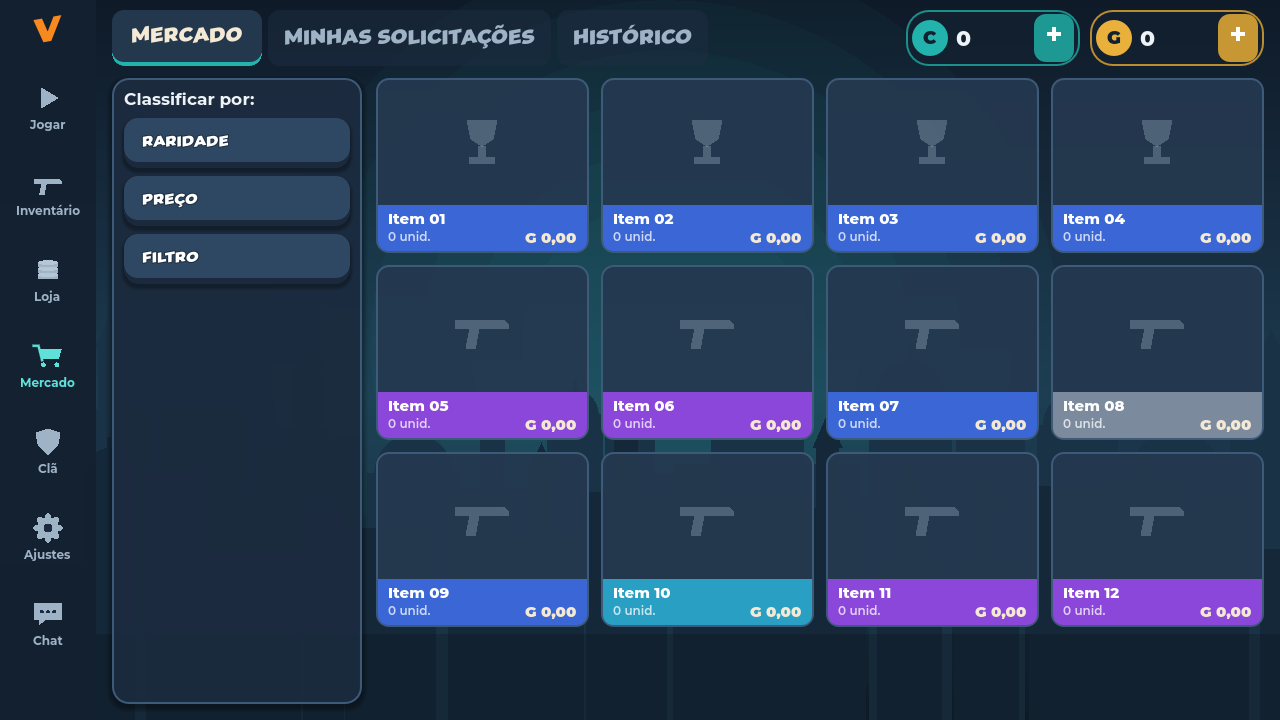 MERCADO
MINHAS SOLICITAÇÕES
HISTÓRICO
C 0 +
G 0 +
Jogar
Inventário
Loja
Mercado
Clã
Ajustes
Chat
Classificar por:
RARIDADE
PREÇO
FILTRO
Item 01
0 unid. G 0,00
Item 02
0 unid. G 0,00
Item 03
0 unid. G 0,00
Item 04
0 unid. G 0,00
Item 05
0 unid. G 0,00
Item 06
0 unid. G 0,00
Item 07
0 unid. G 0,00
Item 08
0 unid. G 0,00
Item 09
0 unid. G 0,00
Item 10
0 unid. G 0,00
Item 11
0 unid. G 0,00
Item 12
0 unid. G 0,00